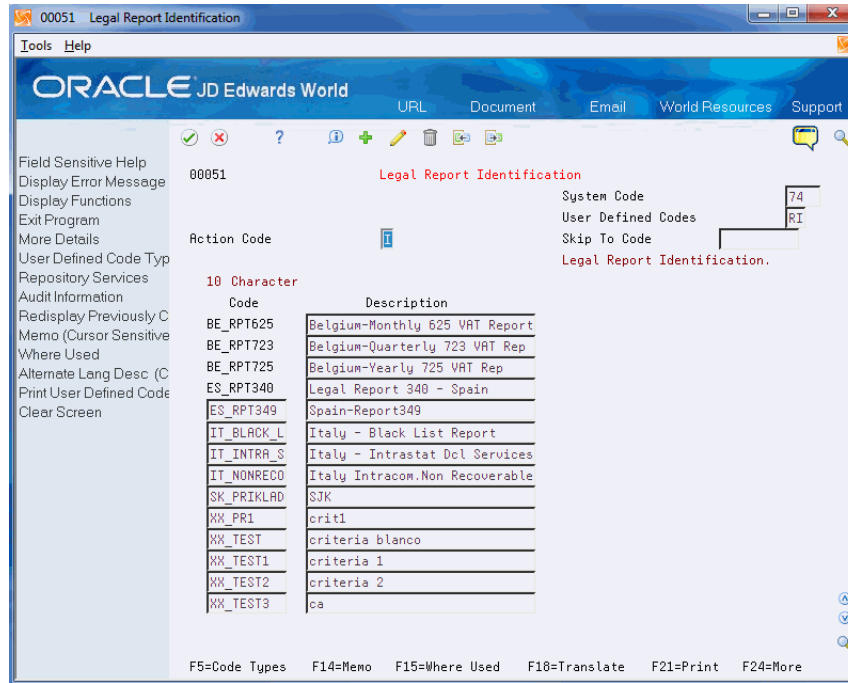 00051 Legal Report Identification
Tools Help
ORACLE JD Edwards World
URL Document Email World Resources Support
Field Sensitive Help
Display Error Message
Display Functions
Exit Program
More Details
User Defined Code Typ
Repository Services
Audit Information
Redisplay Previously C
Memo (Cursor Sensitive
Where Used
Alternate Lang Desc (C
Print User Defined Code
Clear Screen
00051 Legal Report Identification
System Code 74
User Defined Codes RI
Action Code I Skip To Code
Legal Report Identification.
10 Character
Code Description
BE_RPT625 Belgium-Monthly 625 VAT Report
BE_RPT723 Belgium-Quarterly 723 VAT Rep
BE_RPT725 Belgium-Yearly 725 VAT Rep
ES_RPT340 Legal Report 340 - Spain
ES_RPT349 Spain-Report349
IT_BLACK_L Italy - Black List Report
IT_INTRA_S Italy - Intrastat Dcl Services
IT_NONRECO Italy Intracom.Non Recoverable
SK_PRIKLAD SJK
XX_PR1 crit1
XX_TEST criteria blanco
XX_TEST1 criteria 1
XX_TEST2 criteria 2
XX_TEST3 ca
F5=Code Types F14=Memo F15=Where Used F18=Translate F21=Print F24=More